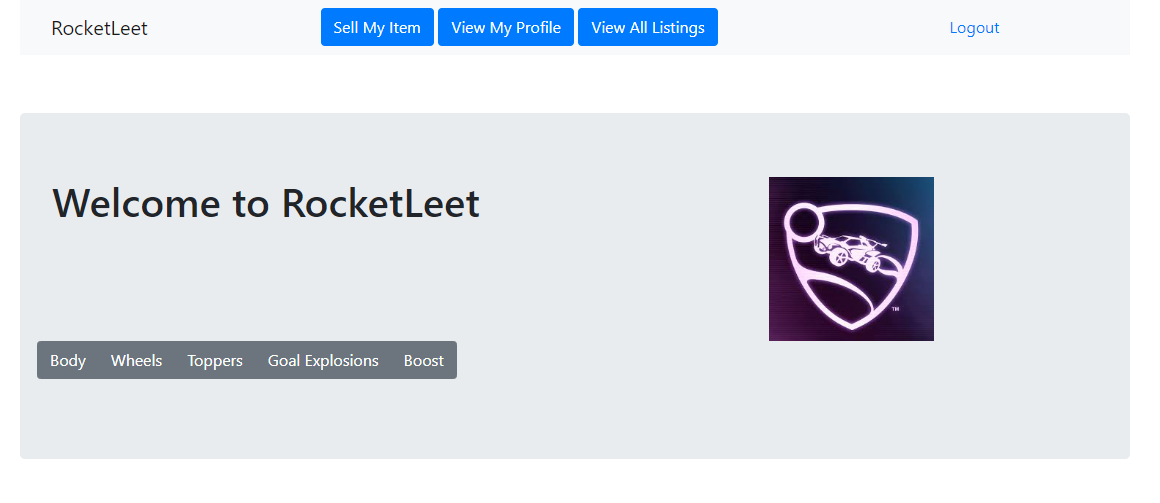 RocketLeet Sell My Item View My Profile View All Listings Logout
Welcome to RocketLeet
TM
Body Wheels Toppers Goal Explosions Boost